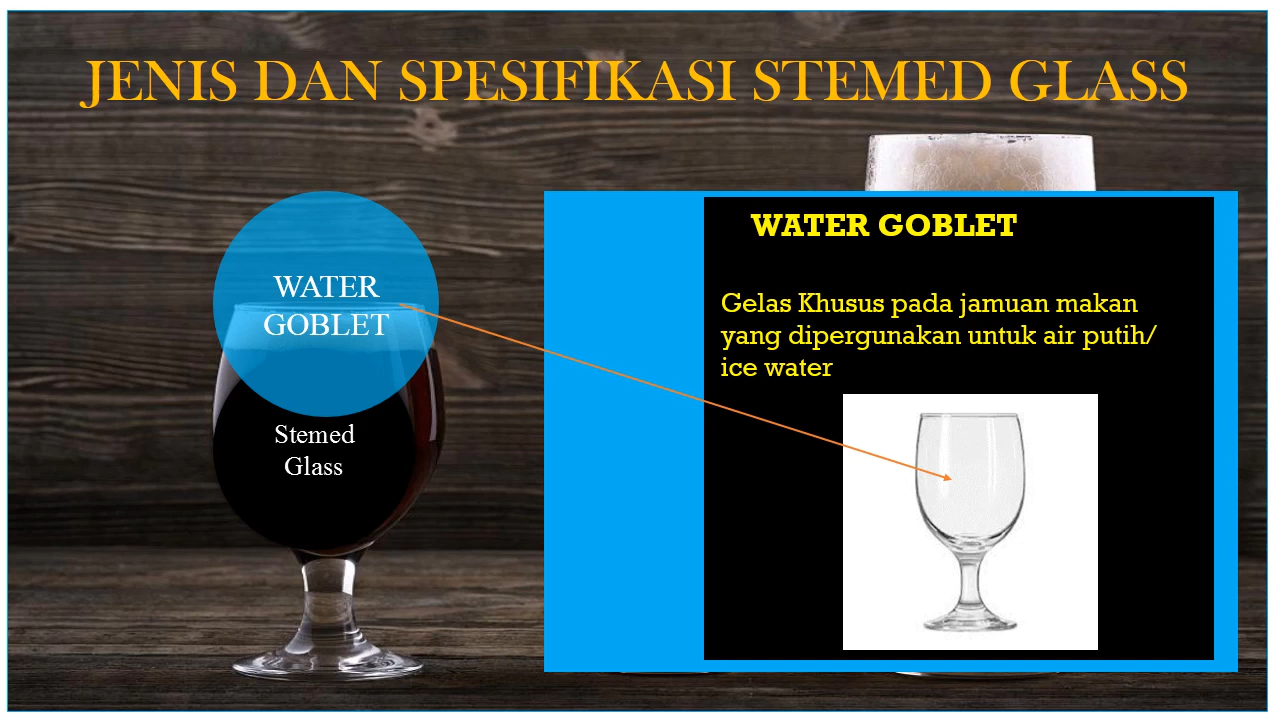 JENIS DAN SPESIFIKASI STEMED GLASS
WATER
GOBLET
Stemed
Glass
WATER GOBLET
Gelas Khusus pada jamuan makan
yang dipergunakan untuk air putih/
ice water